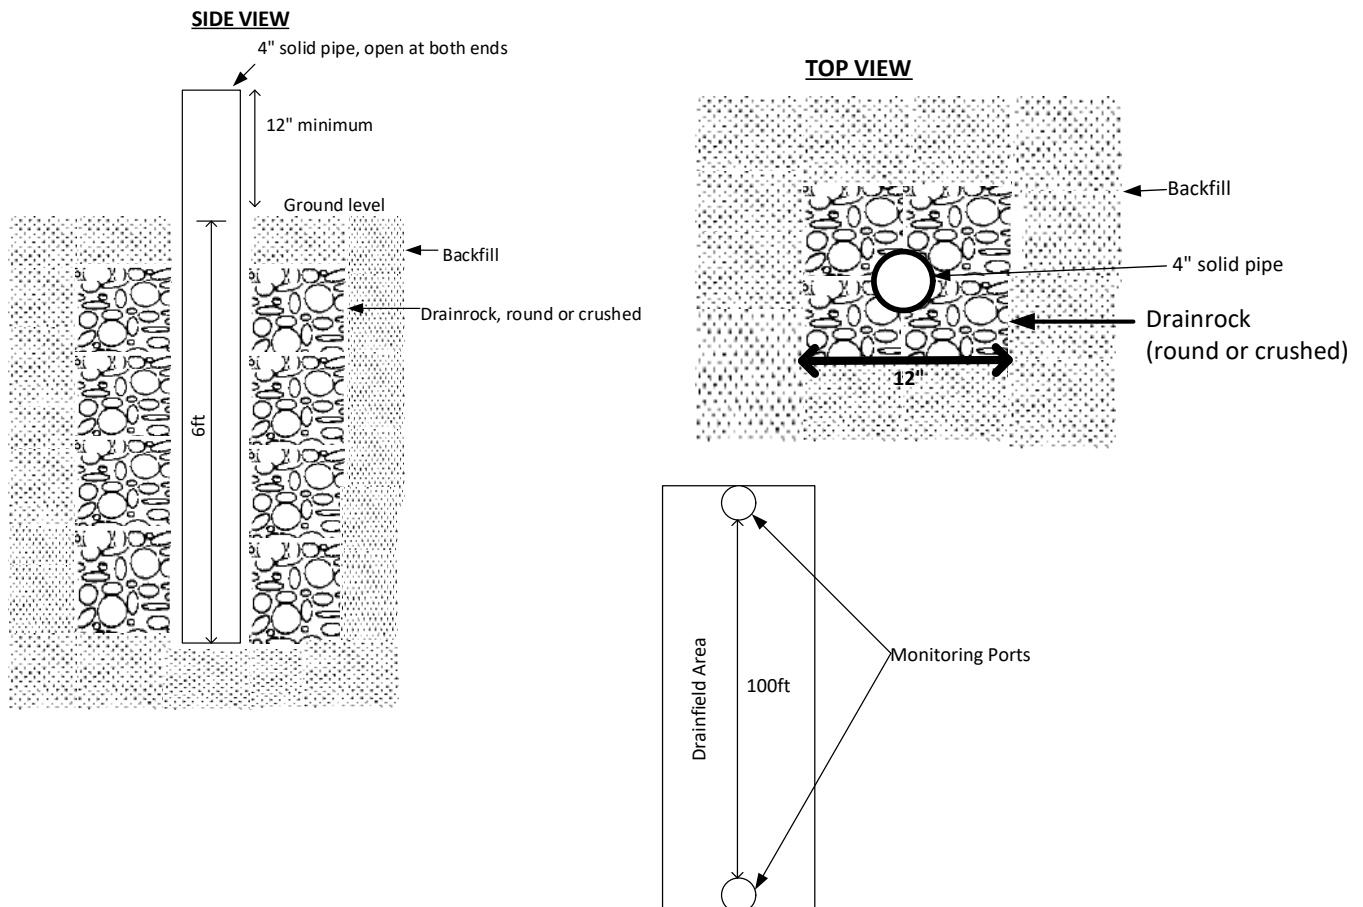 SIDE VIEW
4" solid pipe, open at both ends
12" minimum
Ground level
Backfill
Drainrock, round or crushed
6ft
TOP VIEW
Backfill
4" solid pipe
Drainrock
(round or crushed)
12"
Drainfield Area
100ft
Monitoring Ports